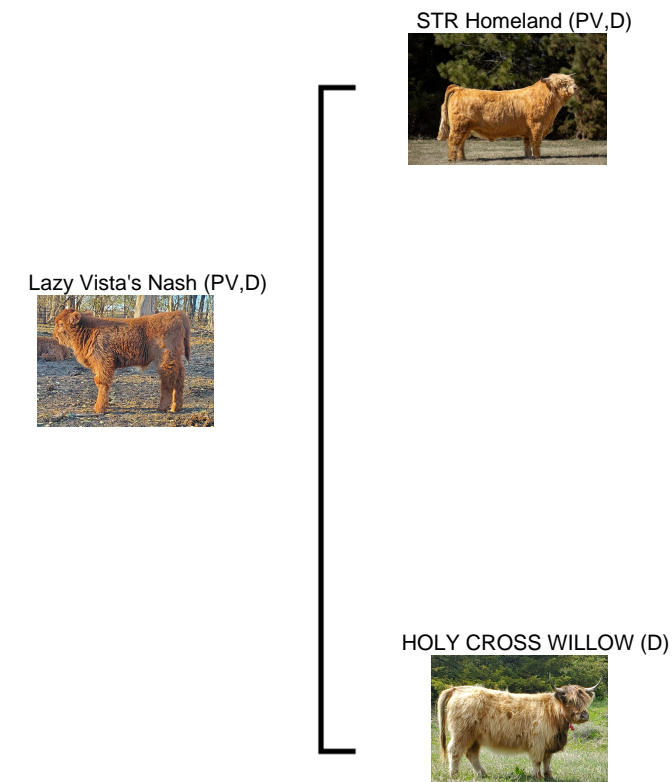 STR Homeland (PV,D)
Lazy Vista's Nash (PV,D)
HOLY CROSS WILLOW (D)